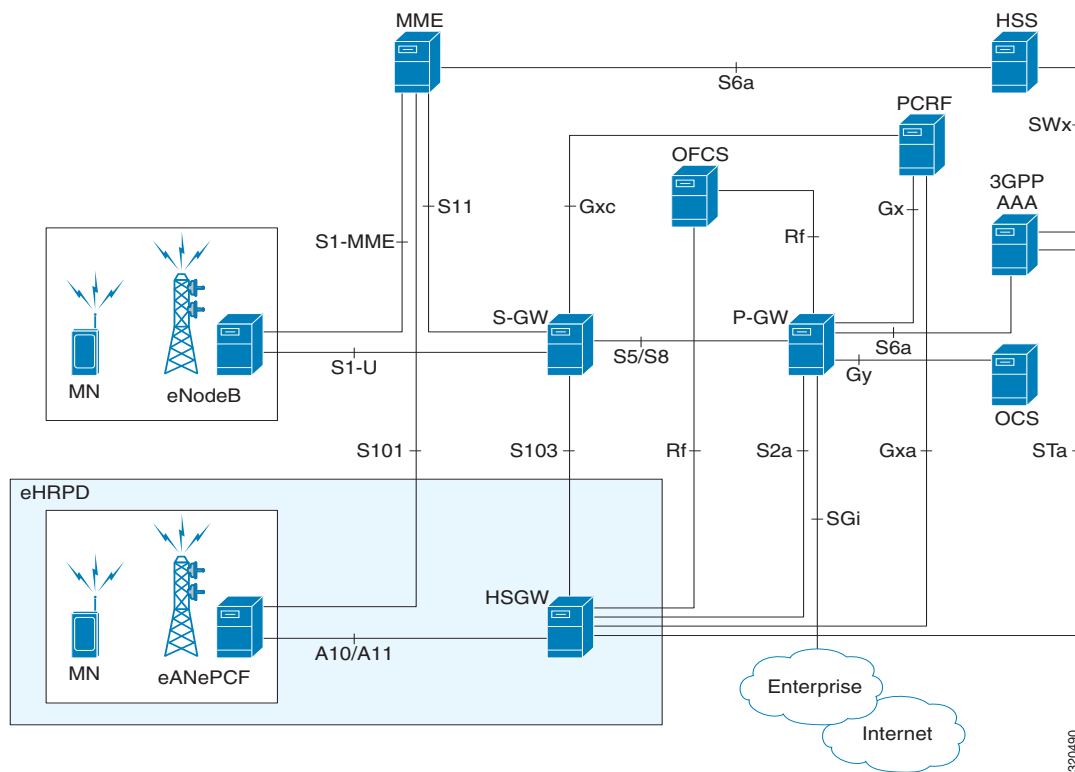 MME
HSS
S6a
PCRF
SWx
OFCS
3GPP
AAA
S11
Gxc
Gx
S1-MME
Rf
S-GW
P-GW
S5/S8
S6a
S1-U
Gy
MN
eNodeB
OCS
S101
S103
Rf
S2a
Gxa
STa
eHRPD
SGi
HSGW
A10/A11
MN
eANePCF
Enterprise
Internet
320490